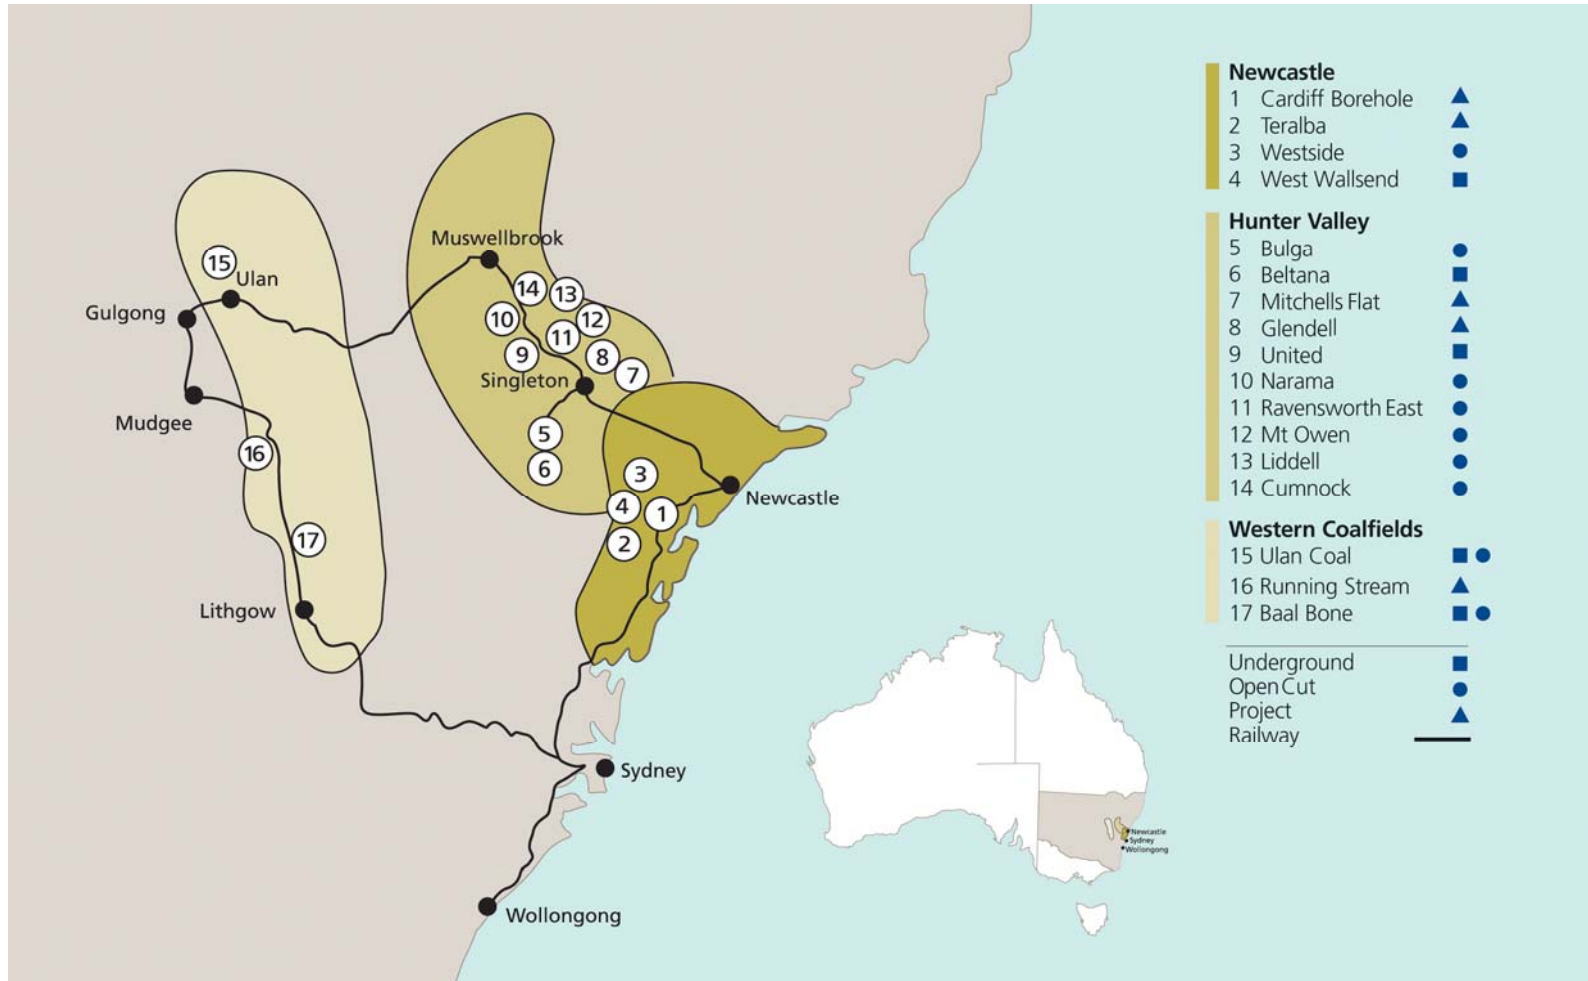 Newcastle
1 Cardiff Borehole
2 Teralba
3 Westside
4 West Wallsend
Hunter Valley
5 Bulga
6 Beltana
7 Mitchells Flat
8 Glendell
9 United
10 Narama
11 Ravensworth East
12 Mt Owen
13 Liddell
14 Cumnock
Western Coalfields
15 Ulan Coal
16 Running Stream
17 Baal Bone
Underground
Open Cut
Project
Railway
Muswellbrook
15
Ulan
14
13
Gulgong
10
12
11
9
8
Singleton
7
Mudgee
5
16
6
3
Newcastle
4
1
17
2
Lithgow
Sydney
Wollongong
Newcastle
Sydney
Wollongong